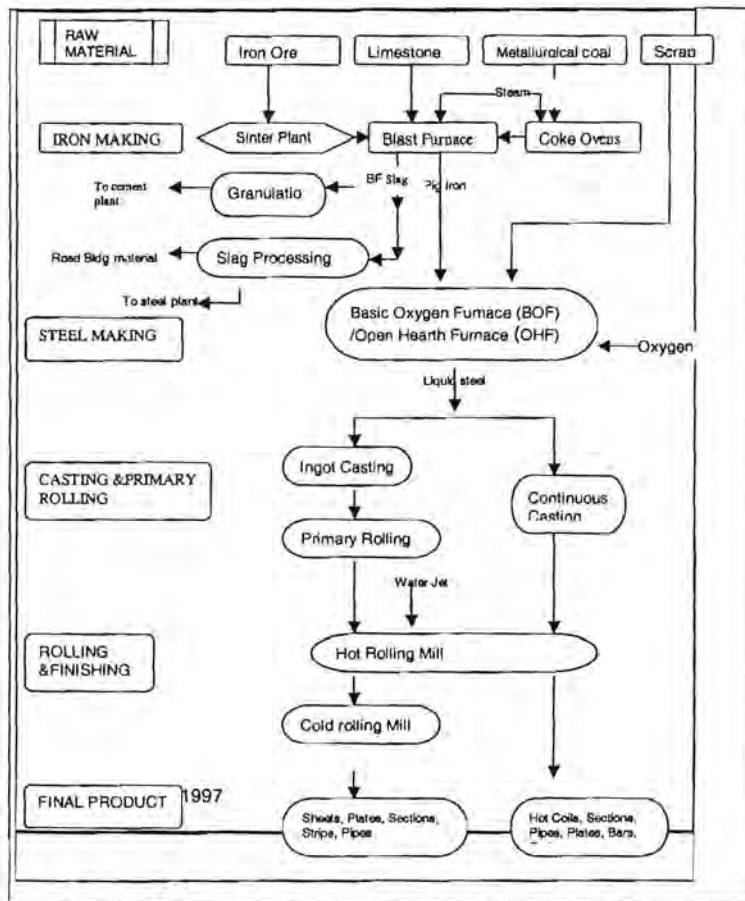 RAW
MATERIAL
Iron Ore
Limestone
Metallurgical coal
Scrap
Steam
IRON MAKING
Sinter Plant
Blast Furnace
Coke Ovens
To cement
plant
Granulatio
BF Slag
Pig Iron
Road Bldg material
Slag Processing
To steel plant
STEEL MAKING
Basic Oxygen Furnace (BOF)
/Open Hearth Furnace (OHF)
Oxygen
Liquid steel
CASTING &PRIMARY
ROLLING
Ingot Casting
Continuous
Casting
Primary Rolling
Water Jet
ROLLING
&FINISHING
Hot Rolling Mill
Cold rolling Mill
FINAL PRODUCT
1997
Sheets, Plates, Sections,
Strips, Pipes
Hot Coils, Sections,
Pipes, Plates, Bars,